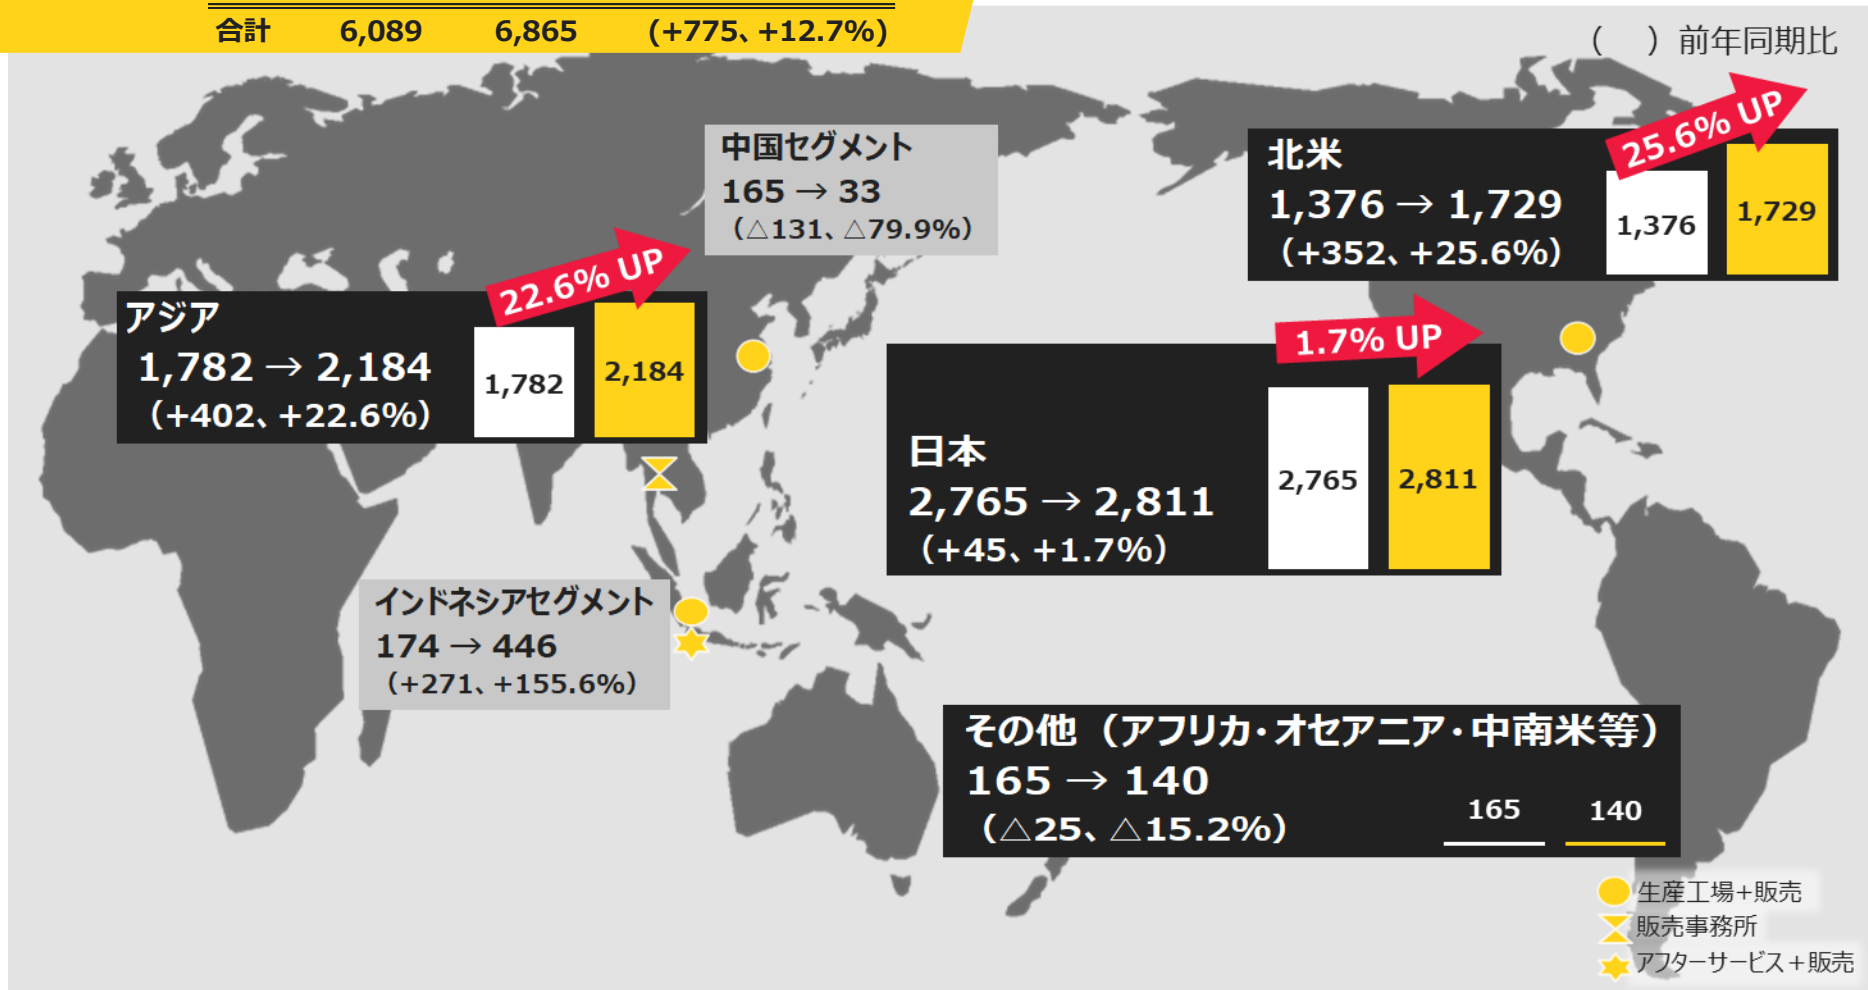 合計 6,089 6,865 (+775、+12.7%)
（　）前年同期比
中国セグメント
165 → 33
（△131、△79.9%）
北米
1,376 → 1,729
（+352、+25.6%）
25.6% UP
1,376
1,729
アジア
1,782 → 2,184
（+402、+22.6%）
22.6% UP
1,782
2,184
日本
2,765 → 2,811
（+45、+1.7%）
1.7% UP
2,765
2,811
インドネシアセグメント
174 → 446
（+271、+155.6%）
その他（アフリカ・オセアニア・中南米等）
165 → 140
（△25、△15.2%）
165
140
生産工場+販売
販売事務所
アフターサービス＋販売